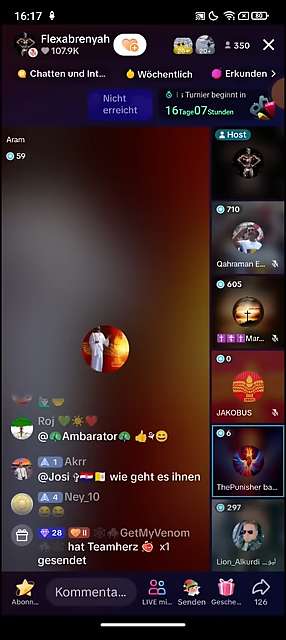 16:17
80
Flexabrenyah
107.9K
350
Chatten und Int...
Wöchentlich
Erkunden
Nicht
erreicht
Turnier beginnt in
16Tage07Stunden
Aram
59
Host
710
Qahraman E...
605
Mar...
0
JAKOBUS
6
ThePunisher ba...
297
Lion_Alkurdi
Roj
@Ambarator
1 Akrr
@Josi wie geht es ihnen
4 Ney_10
28 II GetMyVenom
hat Teamherz x1
gesendet
Abonn...
Kommenta...
LIVE mi...
Senden
Gesche...
126